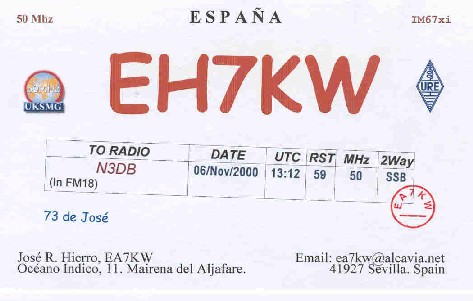 50 Mhz ESPAÑA IM67xi
EH7KW
UKSMG
URE
TO RADIO DATE UTC RST MHz 2Way
N3DB 06/Nov/2000 13:12 59 50 SSB
(In FM18)
EA7KW
73 de José
José R. Hierro, EA7KW Email: ea7kw@alcavia.net
Océano Indico, 11. Mairena del Aljafare. 41927 Sevilla. Spain